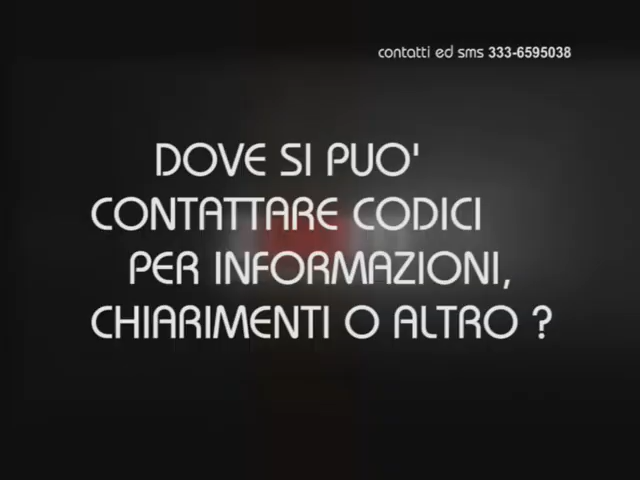 contatti ed sms 333-6595038
DOVE SI PUO'
CONTATTARE CODICI
PER INFORMAZIONI,
CHIARIMENTI O ALTRO ?